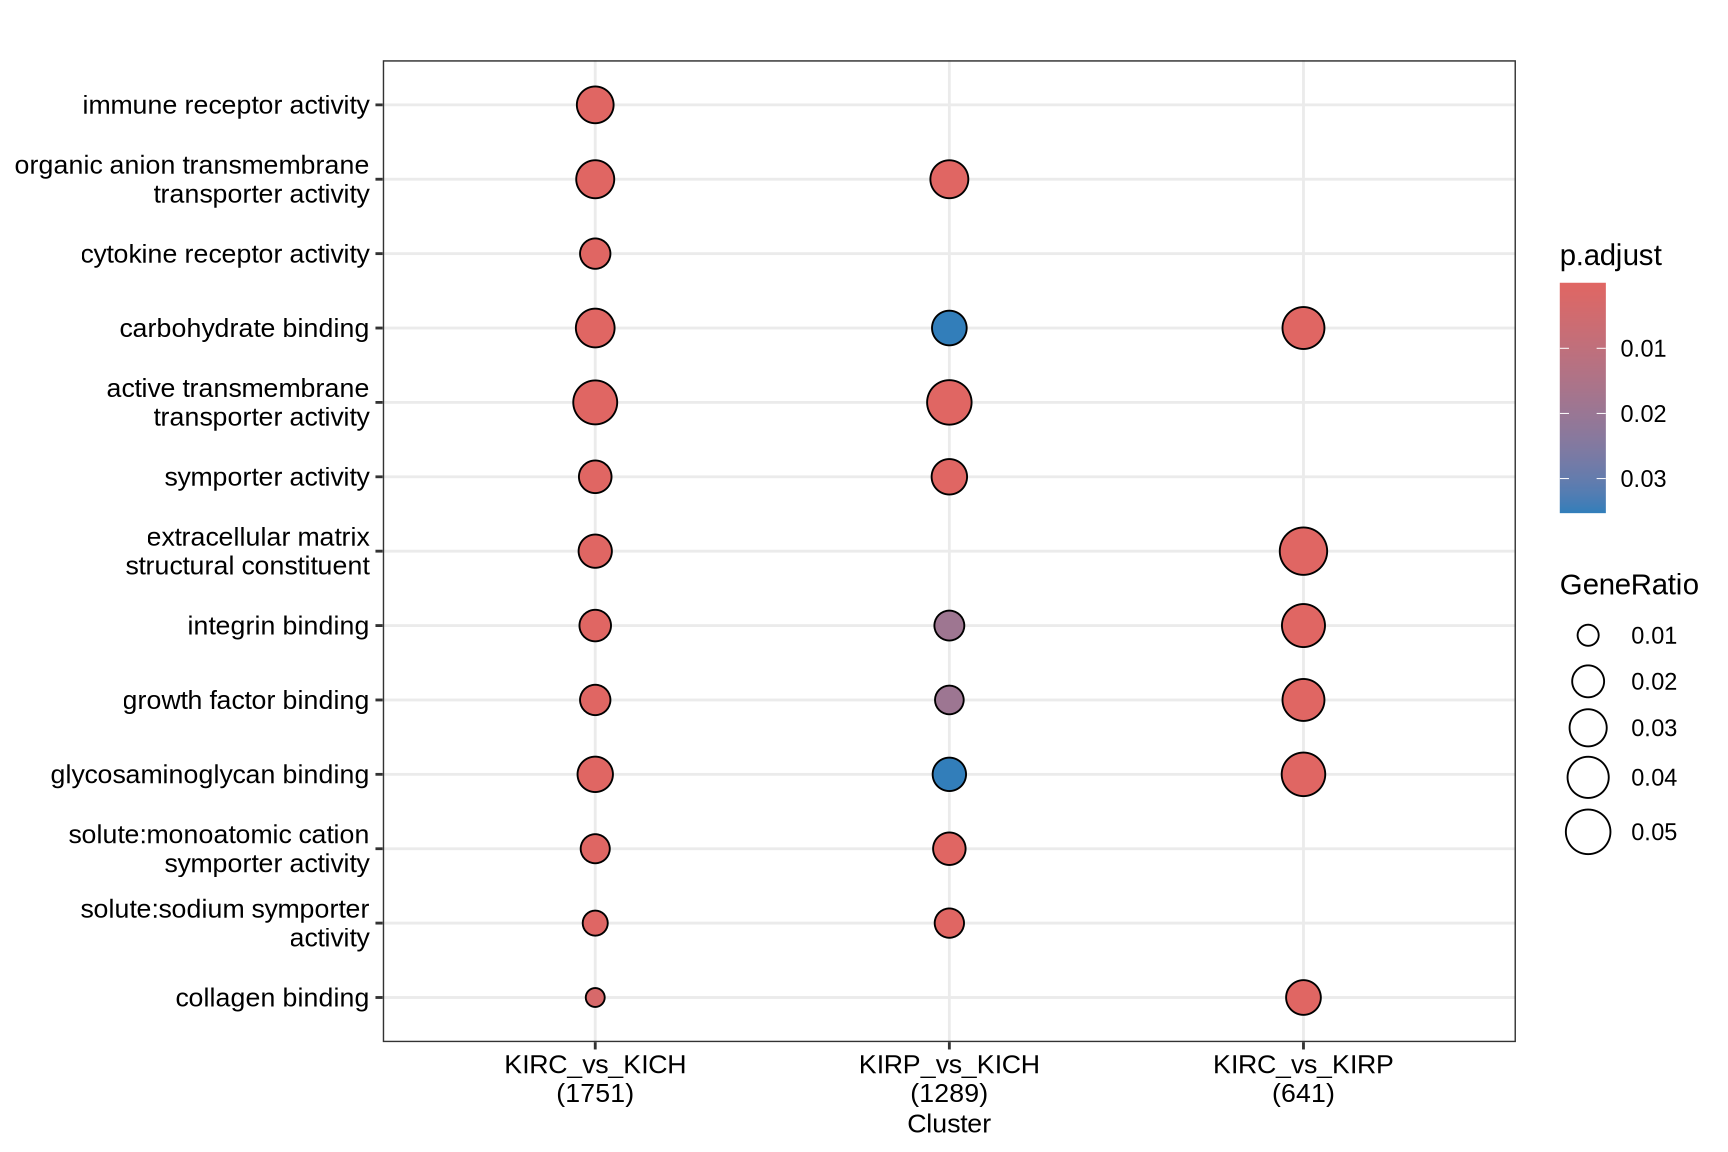 immune receptor activity
organic anion transmembrane
transporter activity
cytokine receptor activity
carbohydrate binding
active transmembrane
transporter activity
symporter activity
extracellular matrix
structural constituent
integrin binding
growth factor binding
glycosaminoglycan binding
solute:monoatomic cation
symporter activity
solute:sodium symporter
activity
collagen binding
KIRC_vs_KICH
(1751)
KIRP_vs_KICH
(1289)
KIRC_vs_KIRP
(641)
Cluster
p.adjust
0.01
0.02
0.03
GeneRatio
0.01
0.02
0.03
0.04
0.05